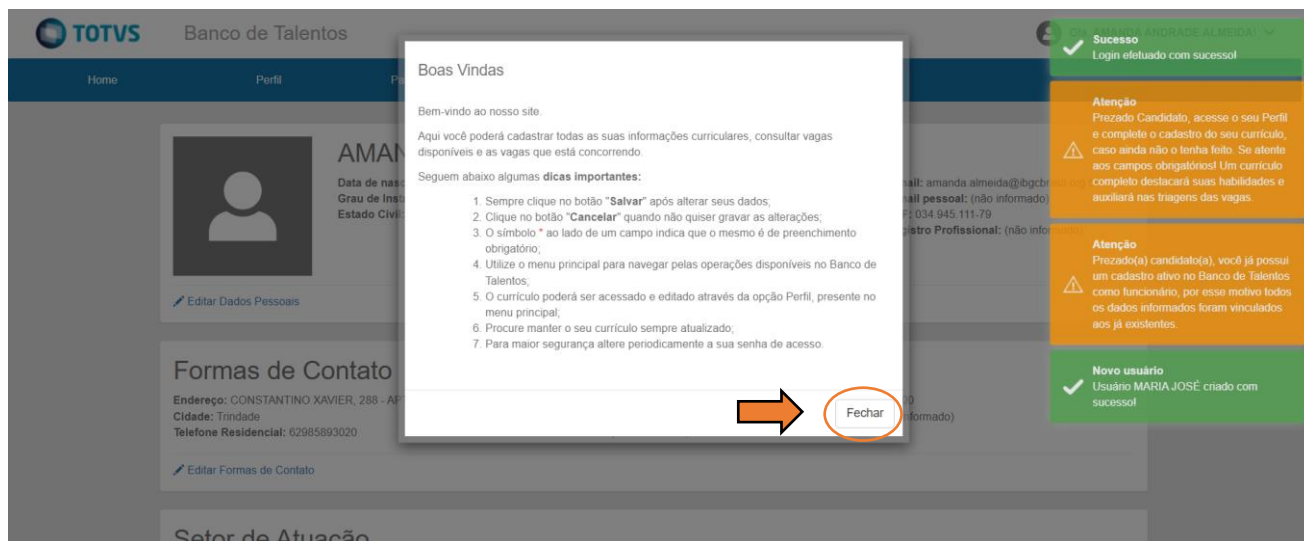 TOTVS
Banco de Talentos
Olá, AMANDA ANDRADE ALMEIDA!
Home
Perfil
AMAN
Data de nasc
Grau de Inst
Estado Civil:
amanda.almeida@ibgcb
ail pessoal: (não informado)
F: 034.945.111-79
istro Profissional: (não infor
Editar Dados Pessoais
Formas de Contato
Endereço: CONSTANTINO XAVIER, 288 - AP
Cidade: Trindade
Telefone Residencial: 62985893020
nformado)
Editar Formas de Contato
Setor de Atuação
Boas Vindas
Bem-vindo ao nosso site.
Aqui você poderá cadastrar todas as suas informações curriculares, consultar vagas
disponíveis e as vagas que está concorrendo.
Seguem abaixo algumas dicas importantes:
1. Sempre clique no botão "Salvar" após alterar seus dados;
2. Clique no botão "Cancelar" quando não quiser gravar as alterações;
3. O símbolo * ao lado de um campo indica que o mesmo é de preenchimento
obrigatório;
4. Utilize o menu principal para navegar pelas operações disponíveis no Banco de
Talentos;
5. O currículo poderá ser acessado e editado através da opção Perfil, presente no
menu principal;
6. Procure manter o seu currículo sempre atualizado;
7. Para maior segurança altere periodicamente a sua senha de acesso.
Fechar
Sucesso
Login efetuado com sucesso!
Atenção
Prezado Candidato, acesse o seu Perfil
e complete o cadastro do seu currículo,
caso ainda não o tenha feito. Se atente
aos campos obrigatórios! Um currículo
completo destacará suas habilidades e
auxiliará nas triagens das vagas.
Atenção
Prezado(a) candidato(a), você já possui
um cadastro ativo no Banco de Talentos
como funcionário, por esse motivo todos
os dados informados foram vinculados
aos já existentes.
Novo usuário
Usuário MARIA JOSÉ criado com
sucesso!